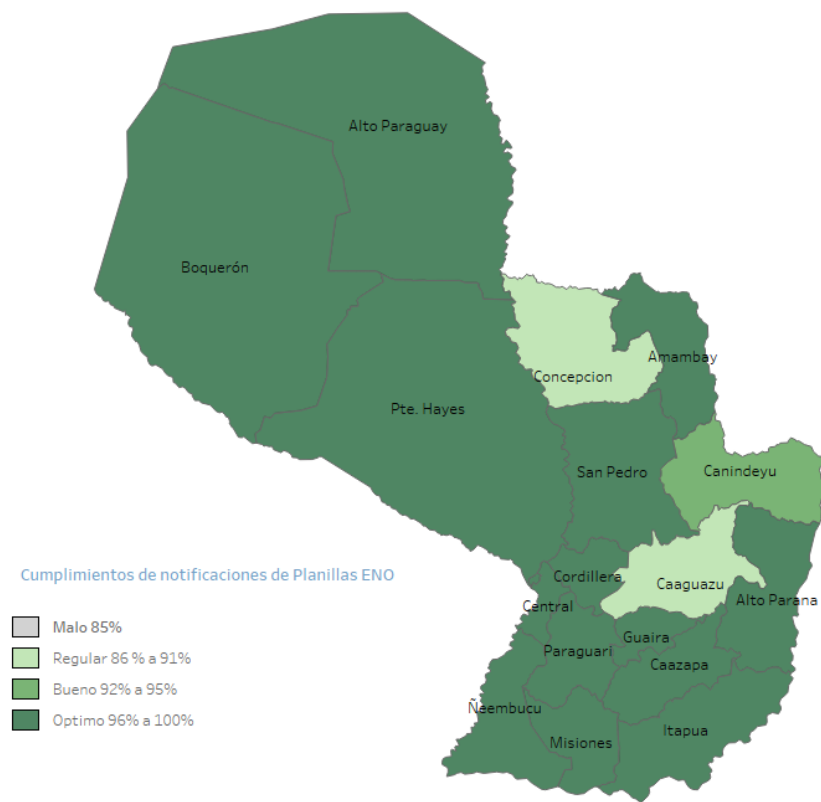 Alto Paraguay
Boquerón
Concepcion
Amambay
Pte. Hayes
San Pedro
Canindeyu
Cordillera
Caaguazu
Central
Alto Parana
Guaira
Paraguari
Caazapa
Ñeembucu
Misiones
Itapua
Cumplimientos de notificaciones de Planillas ENO
Malo 85%
Regular 86 % a 91%
Bueno 92% a 95%
Optimo 96% a 100%